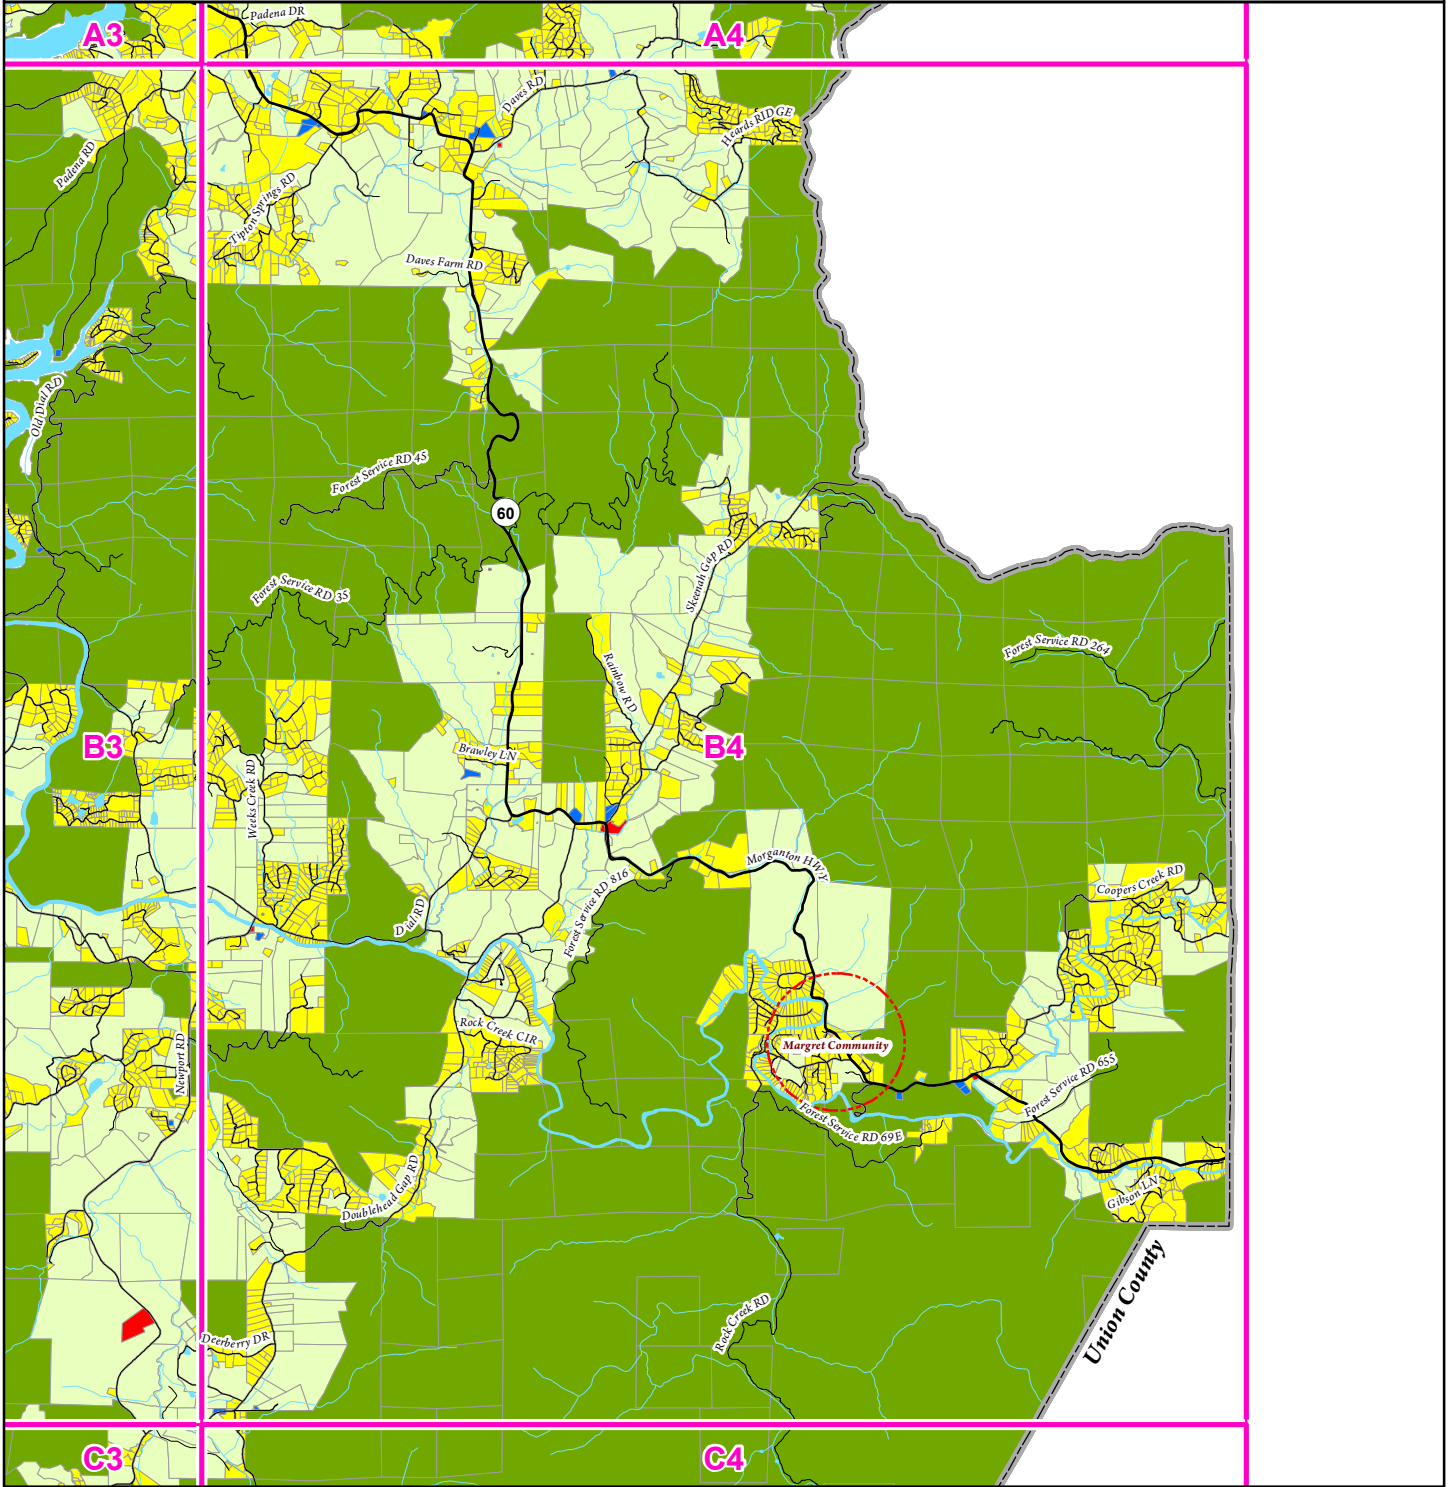 Padena DR
A3
A4
Daves RD
Heards RIDGE
Padena RD
Tipton Springs RD
Daves Farm RD
Old Dial RD
Forest Service RD 45
60
Skeenah Gap RD
Forest Service RD 35
Forest Service RD 264
Rainbow RD
B3
B4
Brawley LN
Weeks Creek RD
Morganton HWY
Forest Service RD 816
Coopers Creek RD
Dial RD
Rock Creek CIR
Margret Community
Newport RD
Forest Service RD 655
Forest Service RD 69E
Doublehead Gap RD
Gibson LN
Union County
Rock Creek RD
Deerberry DR
C3
C4